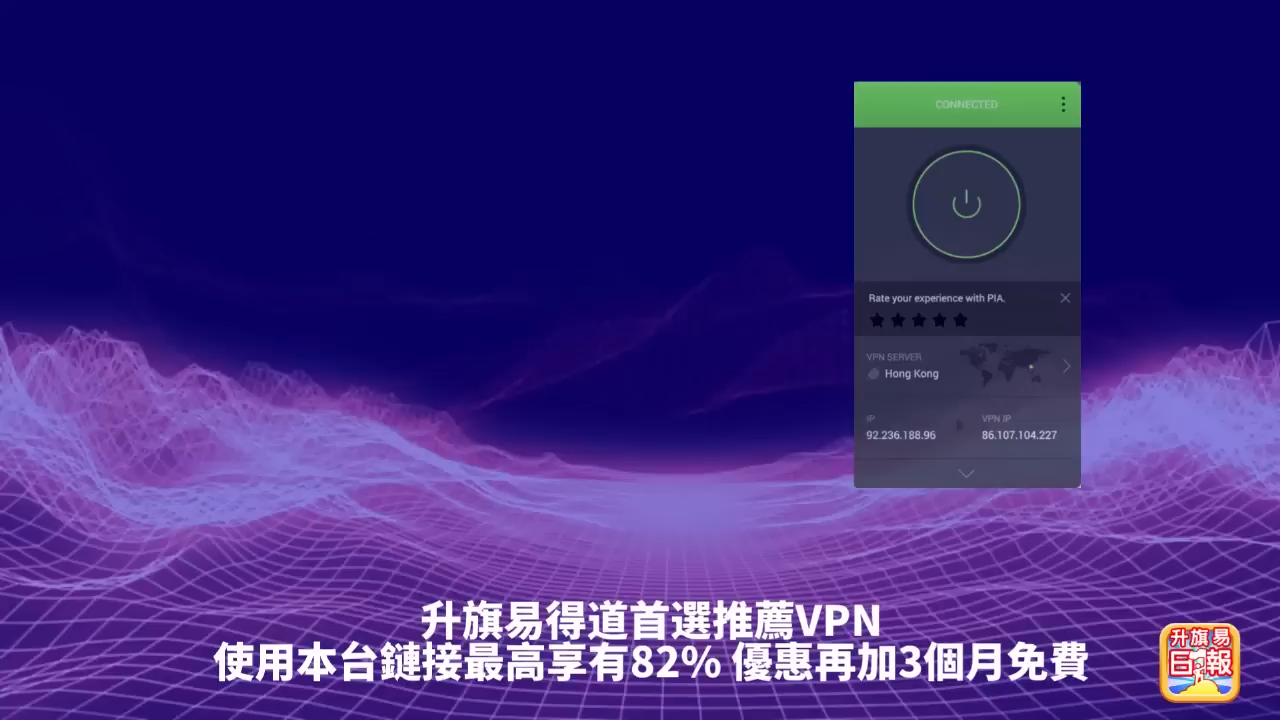 CONNECTED
Rate your experience with PIA.
VPN SERVER
Hong Kong
IP
VPN IP
92.236.188.96
86.107.104.227
升旗易得道首選推薦VPN
使用本台鏈接最高享有82% 優惠再加3個月免費
升旗易
日報